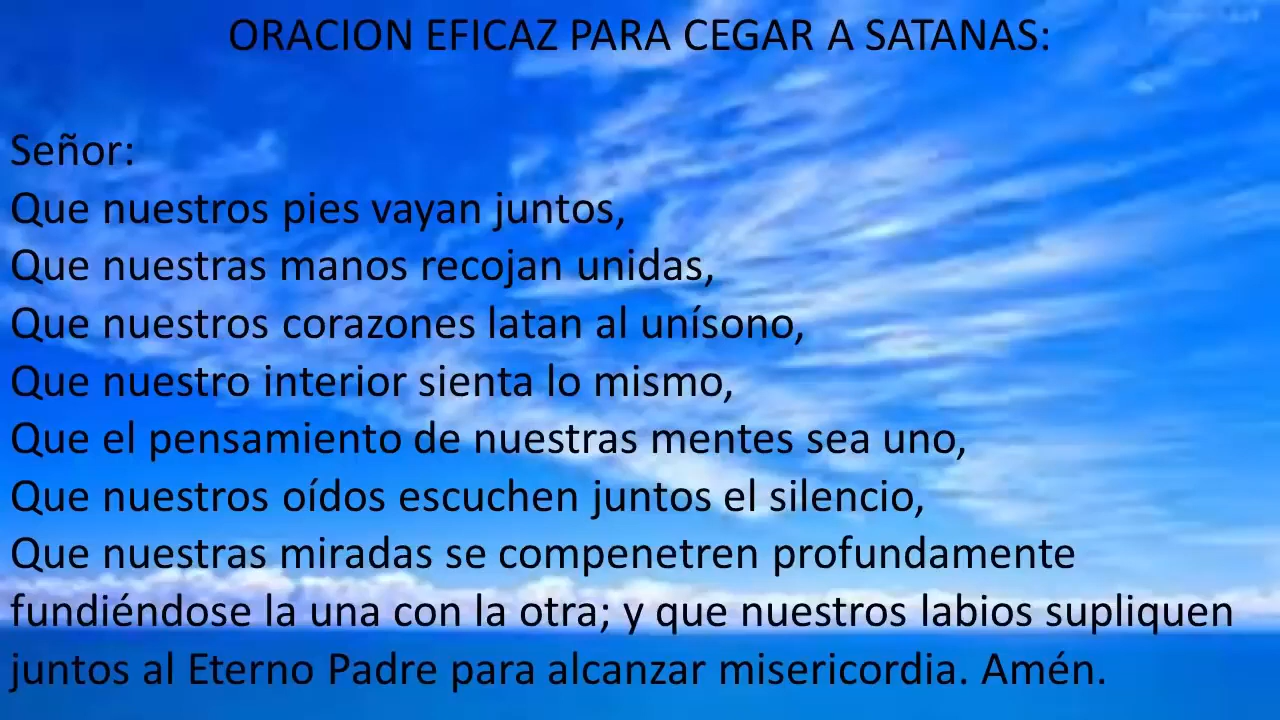 ORACION EFICAZ PARA CEGAR A SATANAS:
Señor:
Que nuestros pies vayan juntos,
Que nuestras manos recojan unidas,
Que nuestros corazones latan al unísono,
Que nuestro interior sienta lo mismo,
Que el pensamiento de nuestras mentes sea uno,
Que nuestros oídos escuchen juntos el silencio,
Que nuestras miradas se compenetren profundamente
fundiéndose la una con la otra; y que nuestros labios supliquen
juntos al Eterno Padre para alcanzar misericordia. Amén.